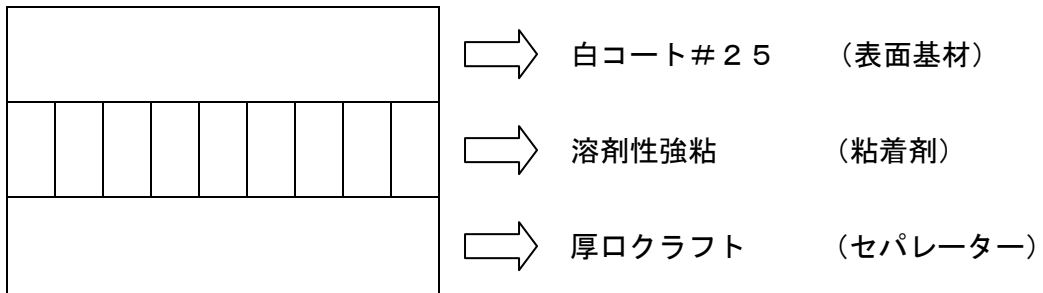 白コート＃２５　　（表面基材）
溶剤性強粘　　　　（粘着剤）
厚口クラフト　　　（セパレーター）